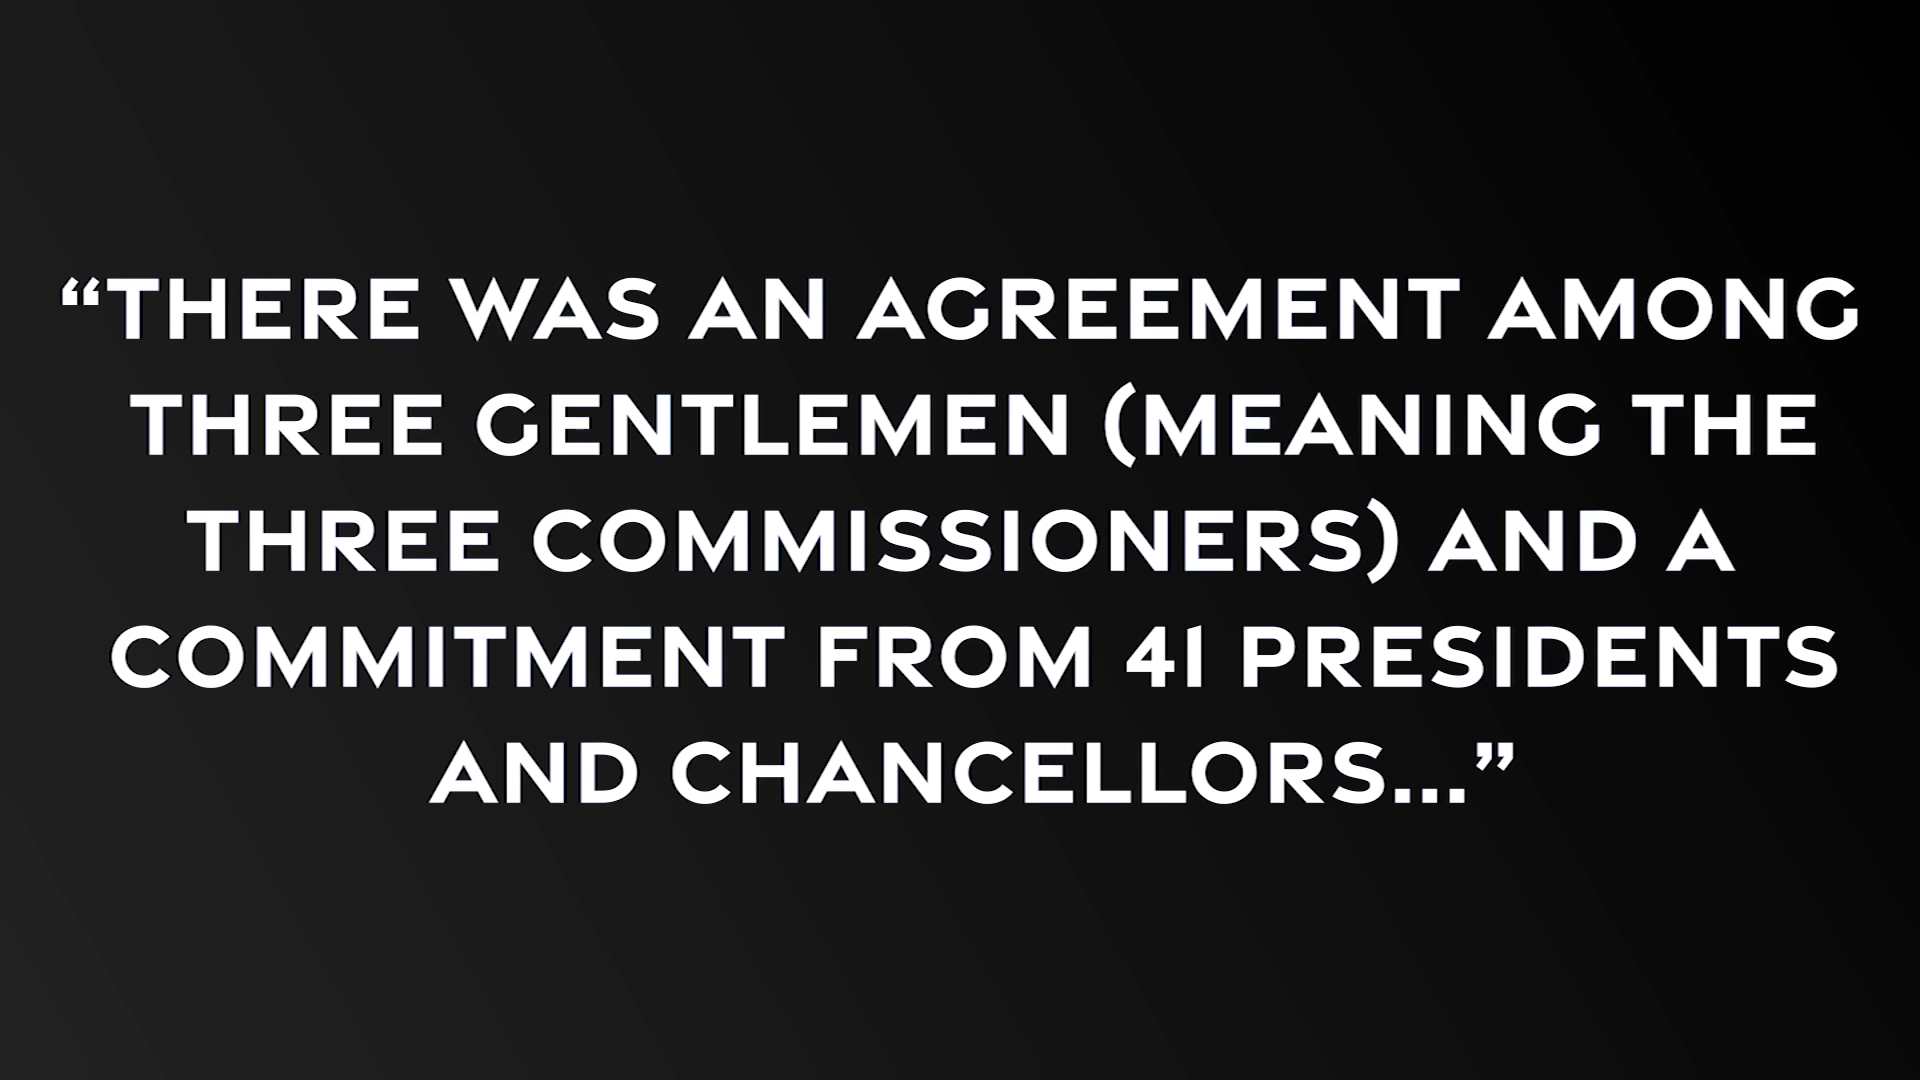 “THERE WAS AN AGREEMENT AMONG
THREE GENTLEMEN (MEANING THE
THREE COMMISSIONERS) AND A
COMMITMENT FROM 41 PRESIDENTS
AND CHANCELLORS...”